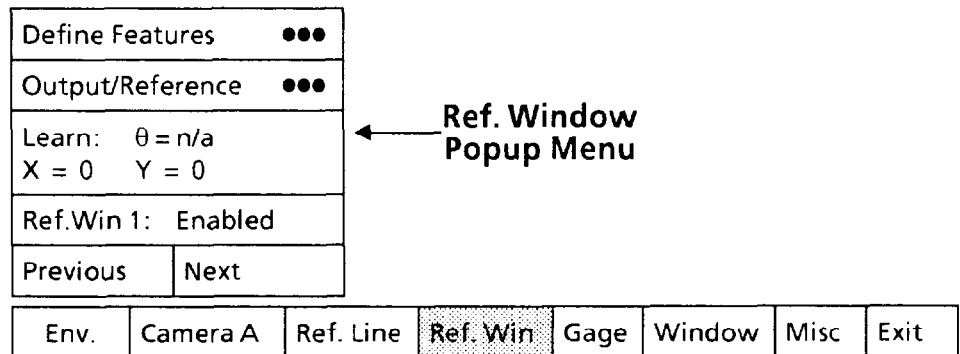 Define Features ●●●
Output/Reference ●●●
Learn: θ = n/a
X = 0 Y = 0
Ref.Win 1: Enabled
Previous Next
Ref. Window
Popup Menu
Env. Camera A Ref. Line Ref. Win Gage Window Misc Exit